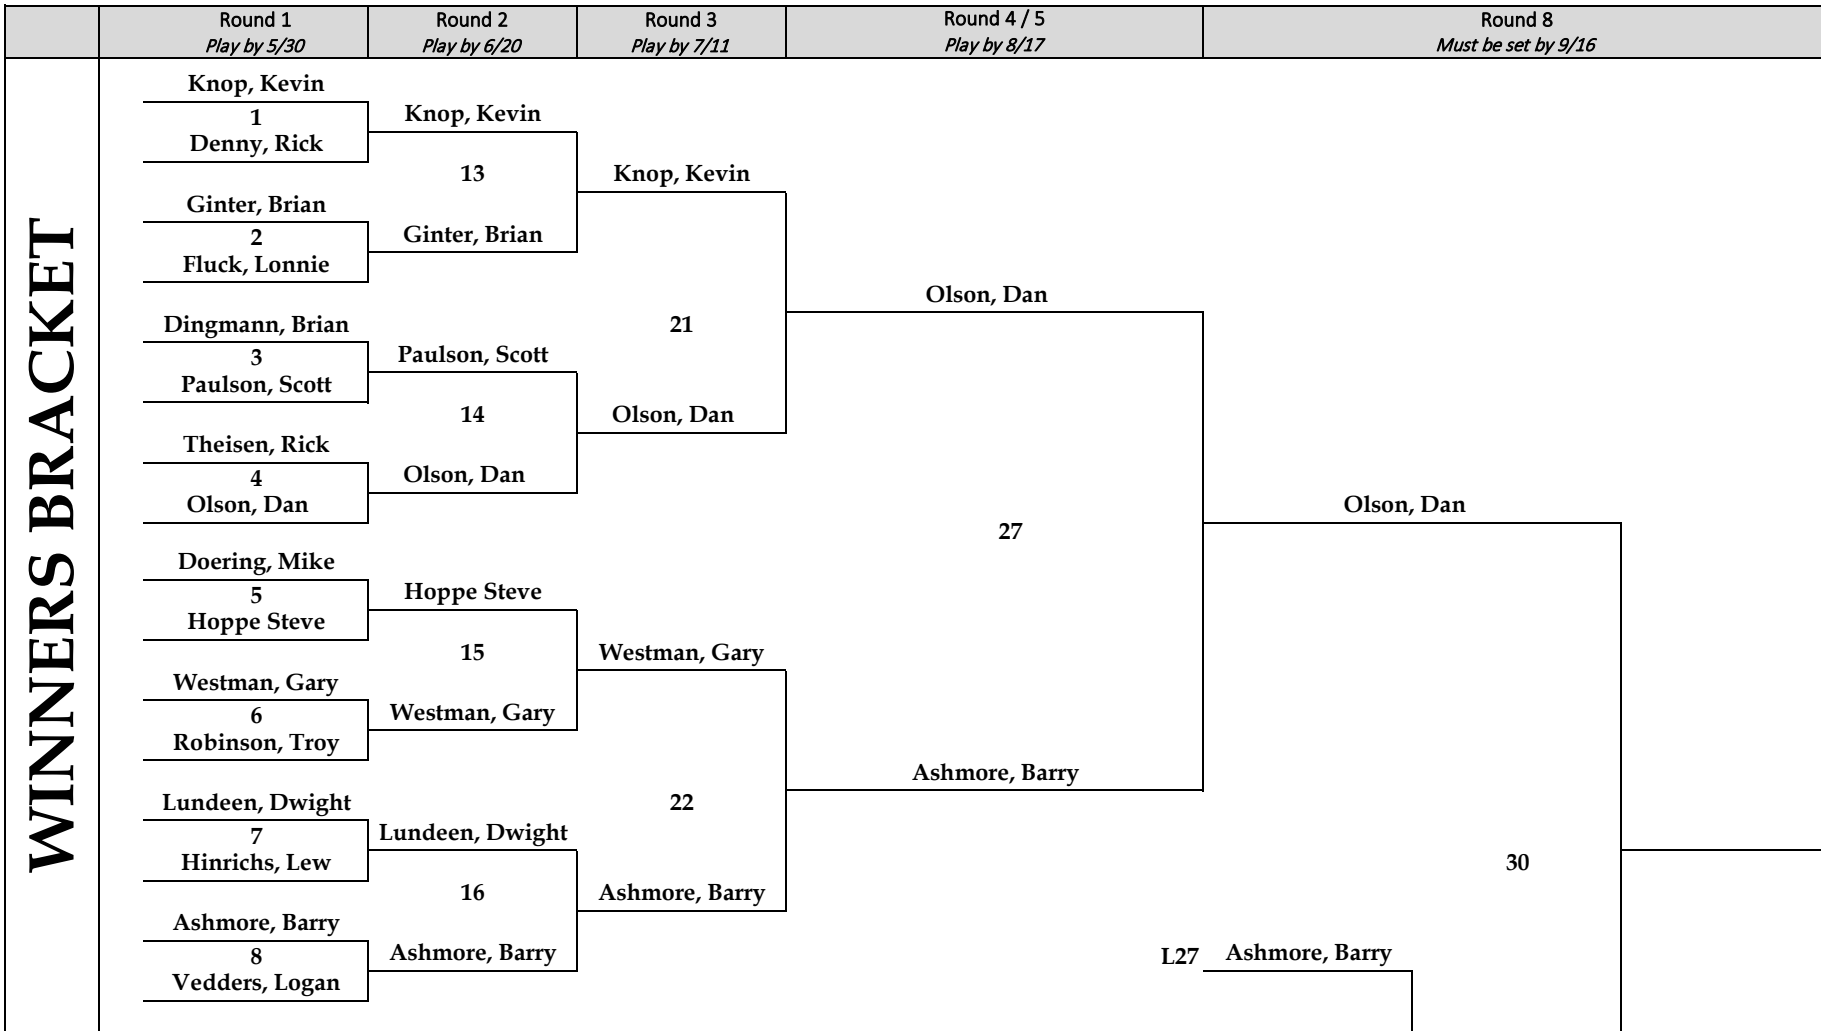 Round 1
Play by 5/30
Round 2
Play by 6/20
Round 3
Play by 7/11
Round 4 / 5
Play by 8/17
Round 8
Must be set by 9/16
WINNERS BRACKET
Knop, Kevin
1
Denny, Rick
Ginter, Brian
2
Fluck, Lonnie
Dingmann, Brian
3
Paulson, Scott
Theisen, Rick
4
Olson, Dan
Doering, Mike
5
Hoppe Steve
Westman, Gary
6
Robinson, Troy
Lundeen, Dwight
7
Hinrichs, Lew
Ashmore, Barry
8
Vedders, Logan
Knop, Kevin
13
Ginter, Brian
Paulson, Scott
14
Olson, Dan
Hoppe Steve
15
Westman, Gary
Lundeen, Dwight
16
Ashmore, Barry
Knop, Kevin
21
Olson, Dan
Westman, Gary
22
Ashmore, Barry
Olson, Dan
27
Ashmore, Barry
Olson, Dan
30
L27 Ashmore, Barry